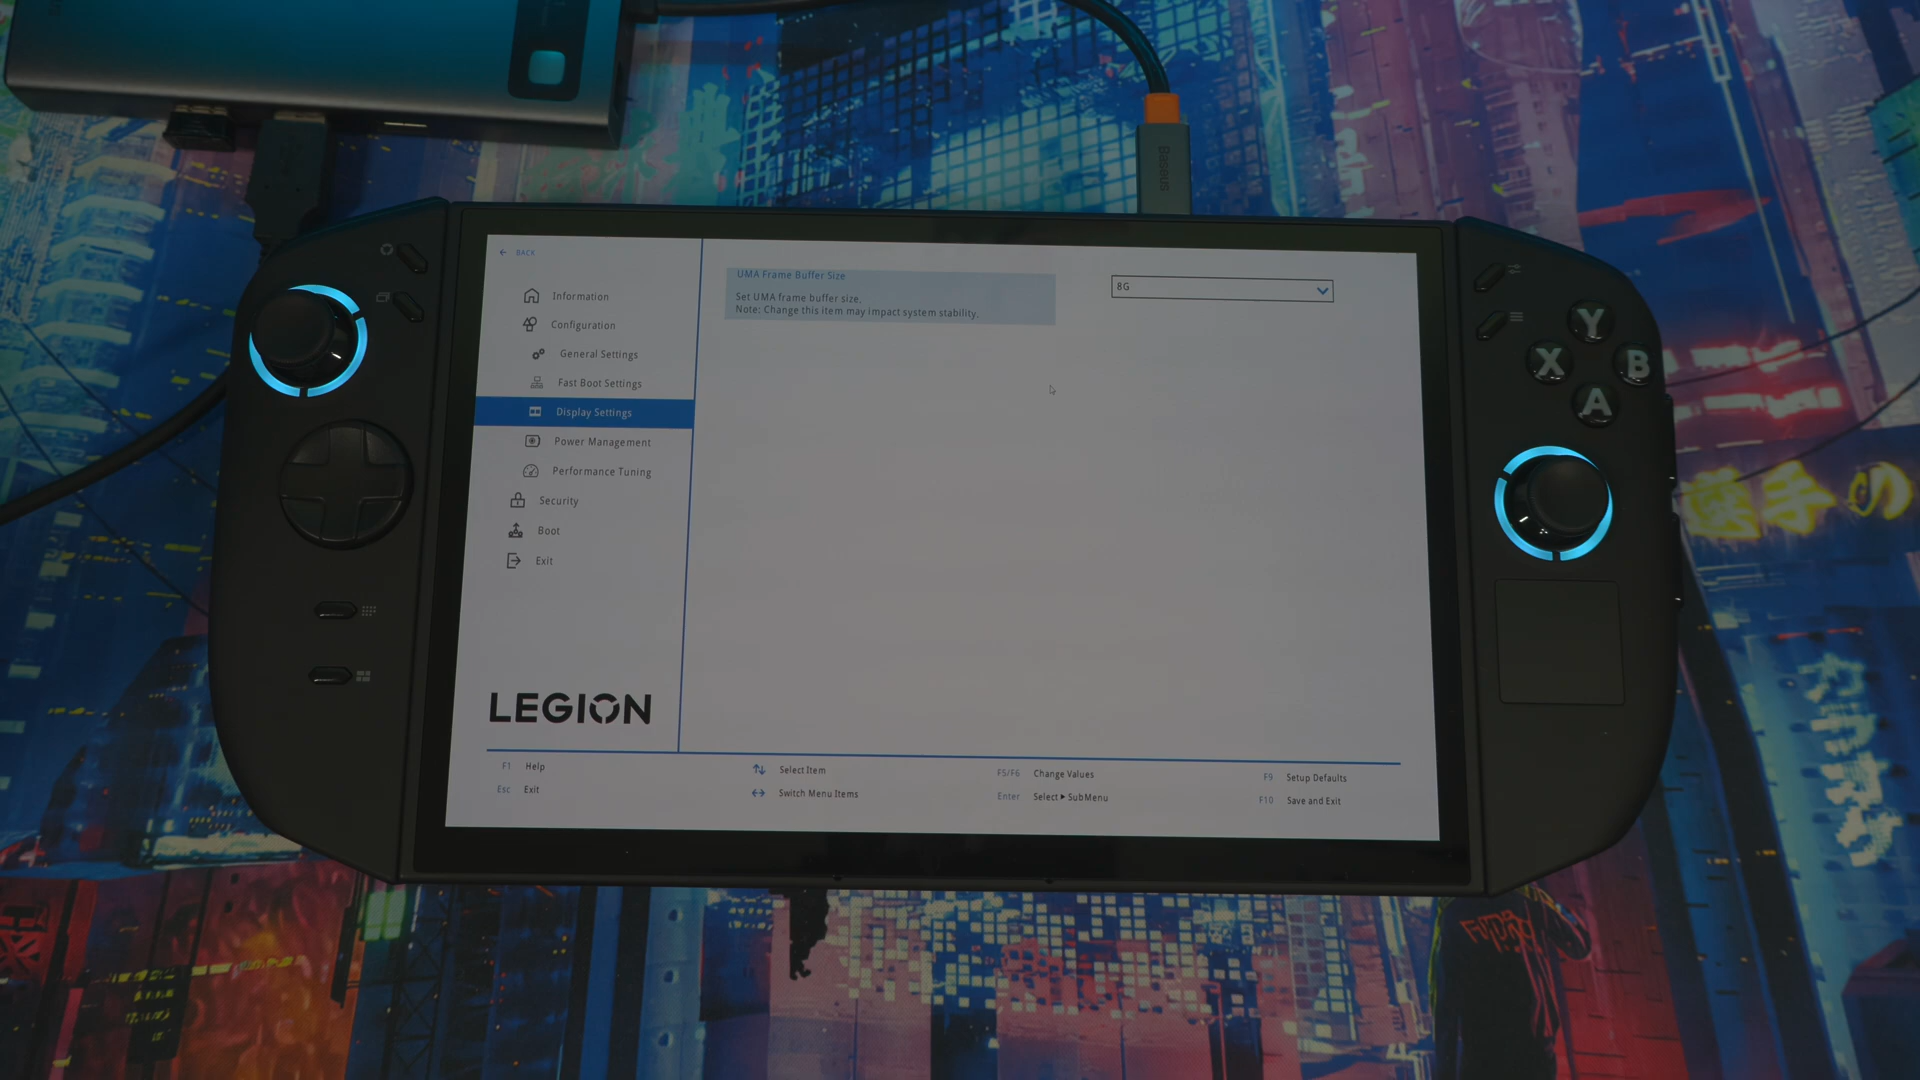 Baseus
← BACK
Information
Configuration
General Settings
Fast Boot Settings
Display Settings
Power Management
Performance Tuning
Security
Boot
Exit
LEGION
UMA Frame Buffer Size
Set UMA frame buffer size.
Note: Change this item may impact system stability.
8G
F1 Help
Esc Exit
Select Item
Switch Menu Items
F5/F6 Change Values
Enter Select ▸ SubMenu
F9 Setup Defaults
F10 Save and Exit
Y
X
B
A